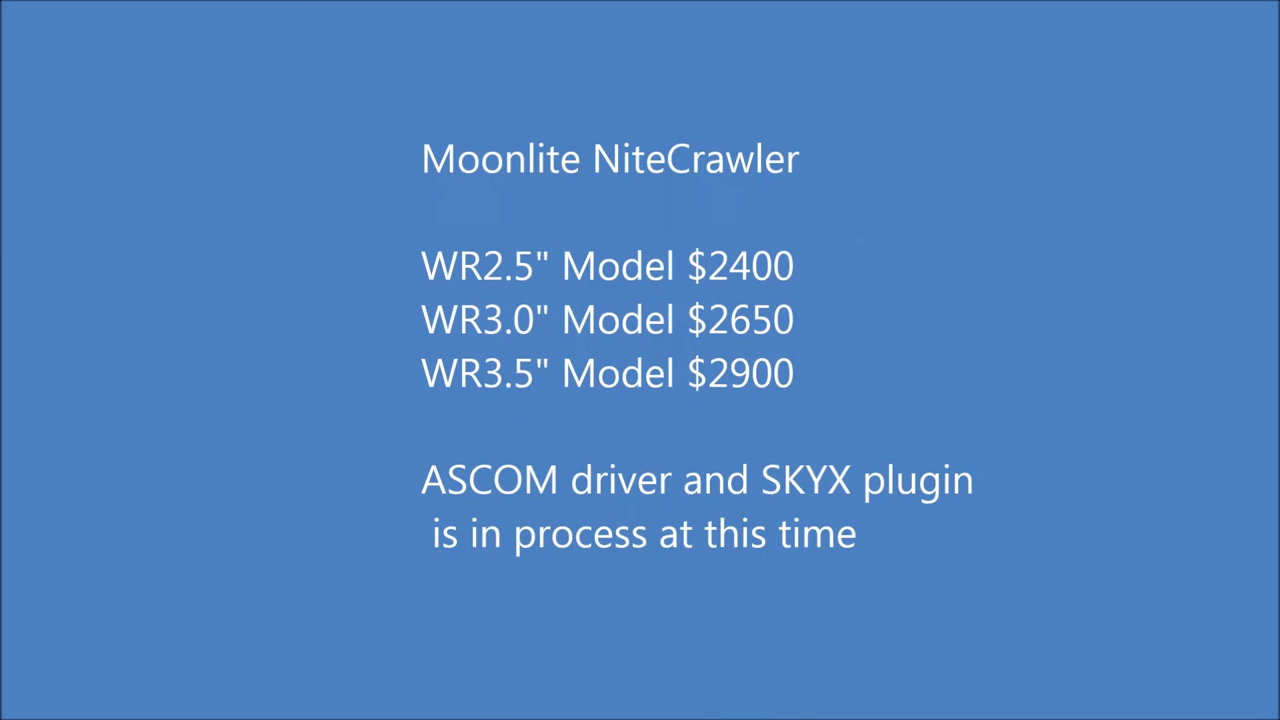 Moonlite NiteCrawler
WR2.5" Model $2400
WR3.0" Model $2650
WR3.5" Model $2900
ASCOM driver and SKYX plugin
is in process at this time